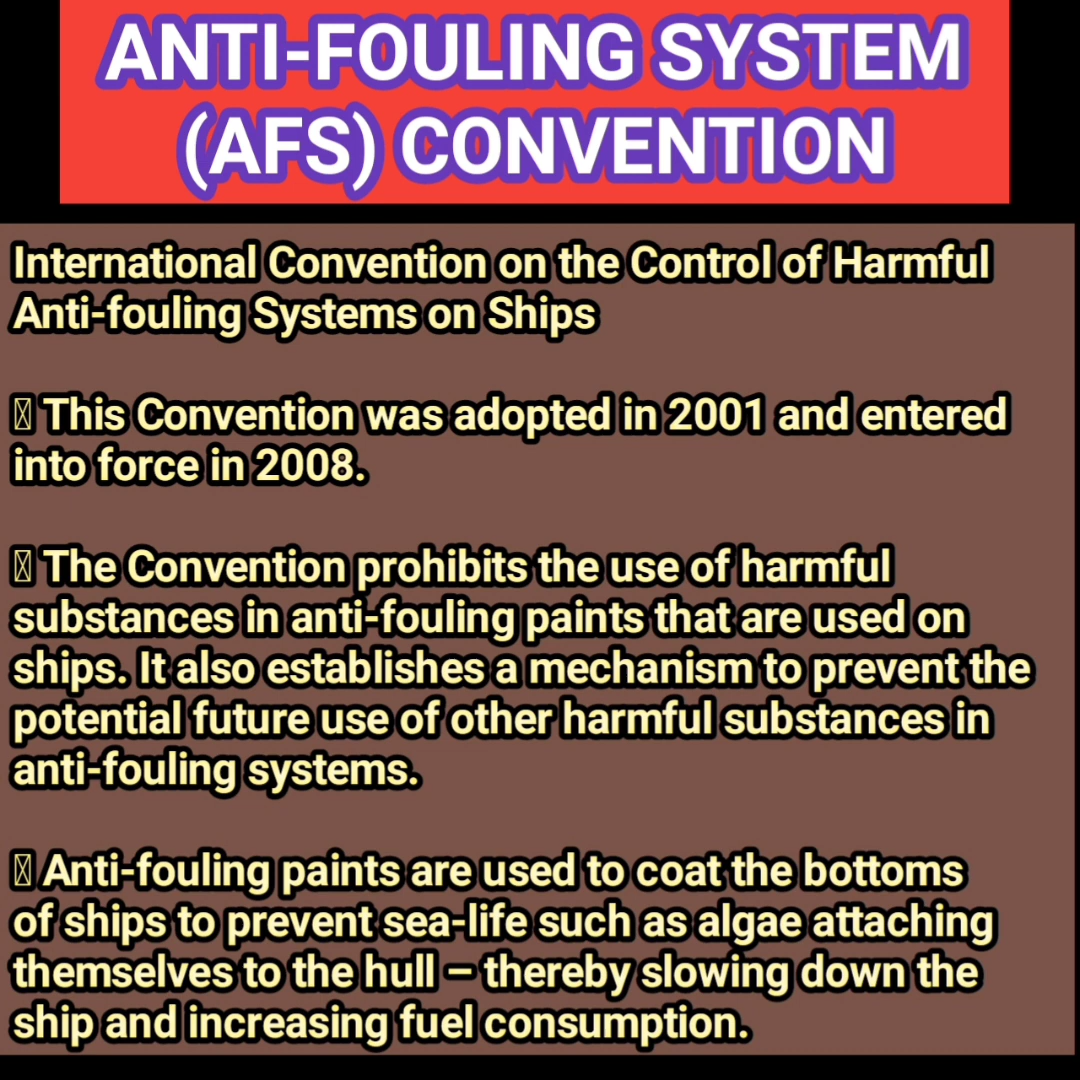 ANTI-FOULING SYSTEM
(AFS) CONVENTION
International Convention on the Control of Harmful
Anti-fouling Systems on Ships
This Convention was adopted in 2001 and entered
into force in 2008.
The Convention prohibits the use of harmful
substances in anti-fouling paints that are used on
ships. It also establishes a mechanism to prevent the
potential future use of other harmful substances in
anti-fouling systems.
Anti-fouling paints are used to coat the bottoms
of ships to prevent sea-life such as algae attaching
themselves to the hull – thereby slowing down the
ship and increasing fuel consumption.